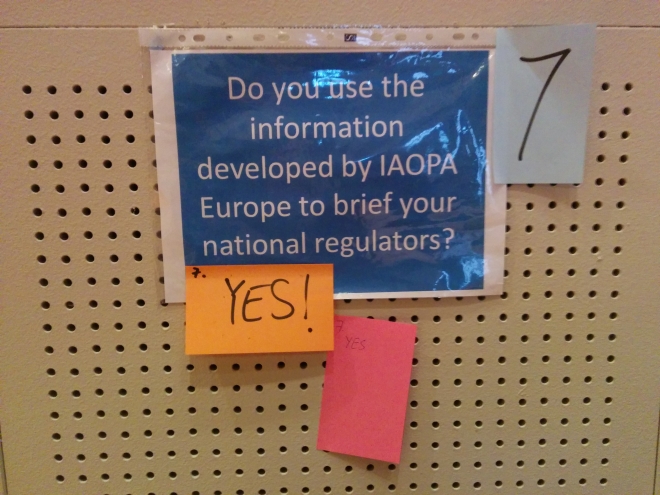 Do you use the
information
developed by IAOPA
Europe to brief your
national regulators?
7
7.
YES!
7.
YES